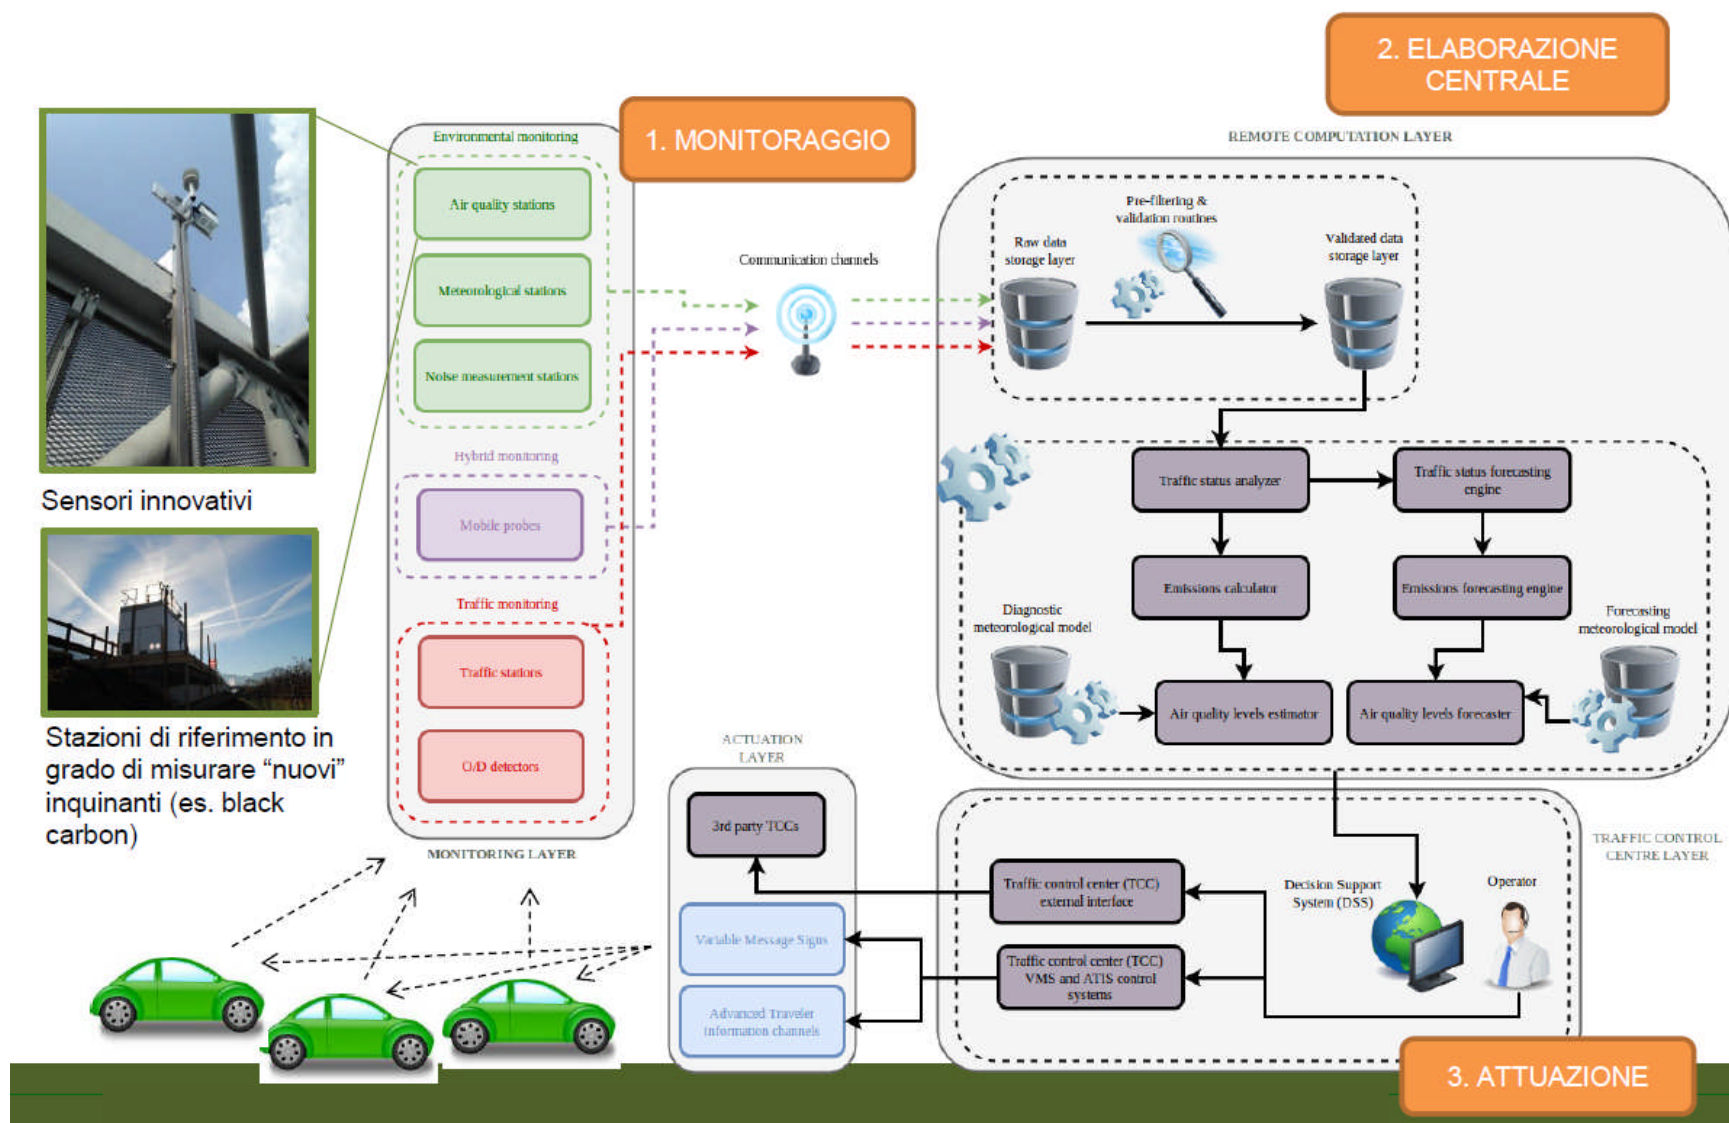 2. ELABORAZIONE
CENTRALE
1. MONITORAGGIO
Environmental monitoring
Air quality stations
Meteorological stations
Noise measurement stations
Hybrid monitoring
Mobile probes
Traffic monitoring
Traffic stations
O/D detectors
MONITORING LAYER
Sensori innovativi
Stazioni di riferimento in
grado di misurare “nuovi”
inquinanti (es. black
carbon)
Communication channels
REMOTE COMPUTATION LAYER
Raw data
storage layer
Pre-filtering &
validation routines
Validated data
storage layer
Traffic status analyzer
Traffic status forecasting
engine
Emissions calculator
Emissions forecasting engine
Diagnostic
meteorological model
Forecasting
meteorological model
Air quality levels estimator
Air quality levels forecaster
ACTUATION
LAYER
3rd party TCCs
Variable Message Signs
Advanced Traveler
information channels
TRAFFIC CONTROL
CENTRE LAYER
Traffic control center (TCC)
external interface
Traffic control center (TCC)
VMS and ATIS control
systems
Decision Support
System (DSS)
Operator
3. ATTUAZIONE